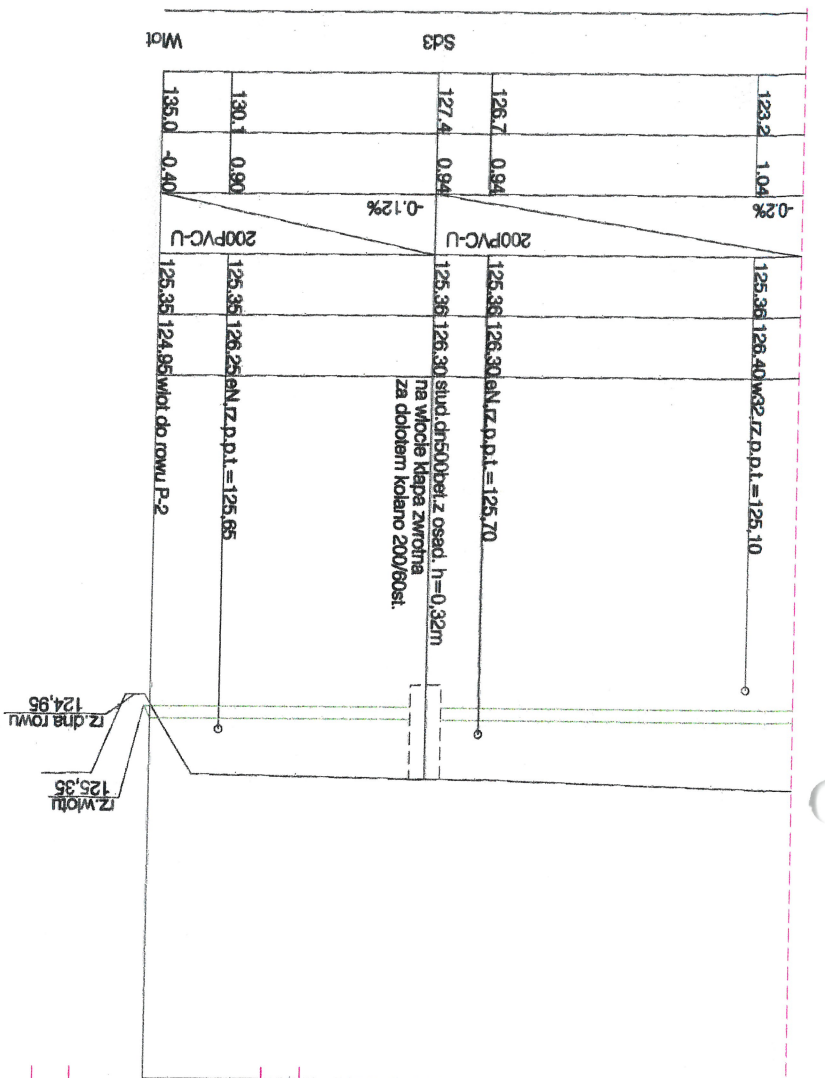 Wlot
Sd3
135.0
130.1
127.4
126.7
123.2
-0.40
0.90
0.94
0.94
1.04
-0.12%
-0.2%
200PVC-U
200PVC-U
125,35 124,95 wlot do rowu P-2
125,35 126,25 eN,rz.p.p.t.=125,65
125,36 126,30 stud.dn500bet.z osad. h=0,32m
na wlocie klapa zwrotna
za dolotem kolano 200/60st.
125,36 126,30 eN,rz.p.p.t.=125,70
125,36 126,40 w32,rz.p.p.t.=125,10
rz.dna rowu
124,95
rz.wlotu
125,35